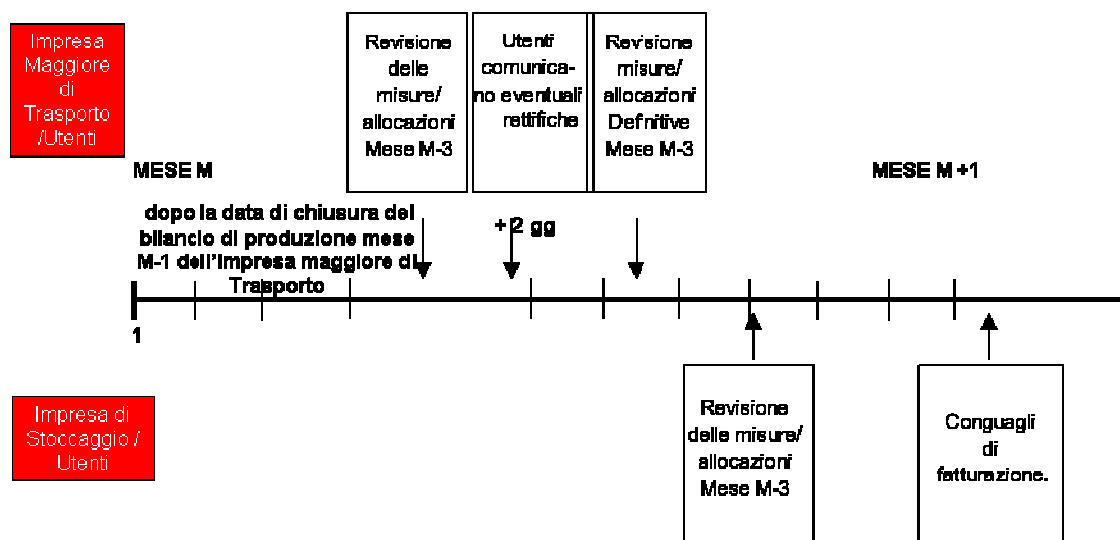 Impresa
Maggiore
di
Trasporto
/Utenti
Revisione
delle
misure/
allocazioni
Mese M-3
Utenti
comunica-
no eventuali
rettifiche
Revisione
misure/
allocazioni
Definitive
Mese M-3
MESE M
MESE M +1
dopo la data di chiusura del
bilancio di produzione mese
M-1 dell'Impresa maggiore di
Trasporto
+ 2 gg
1
Impresa di
Stoccaggio /
Utenti
Revisione
delle misure/
allocazioni
Mese M-3
Conguagli
di
fatturazione.